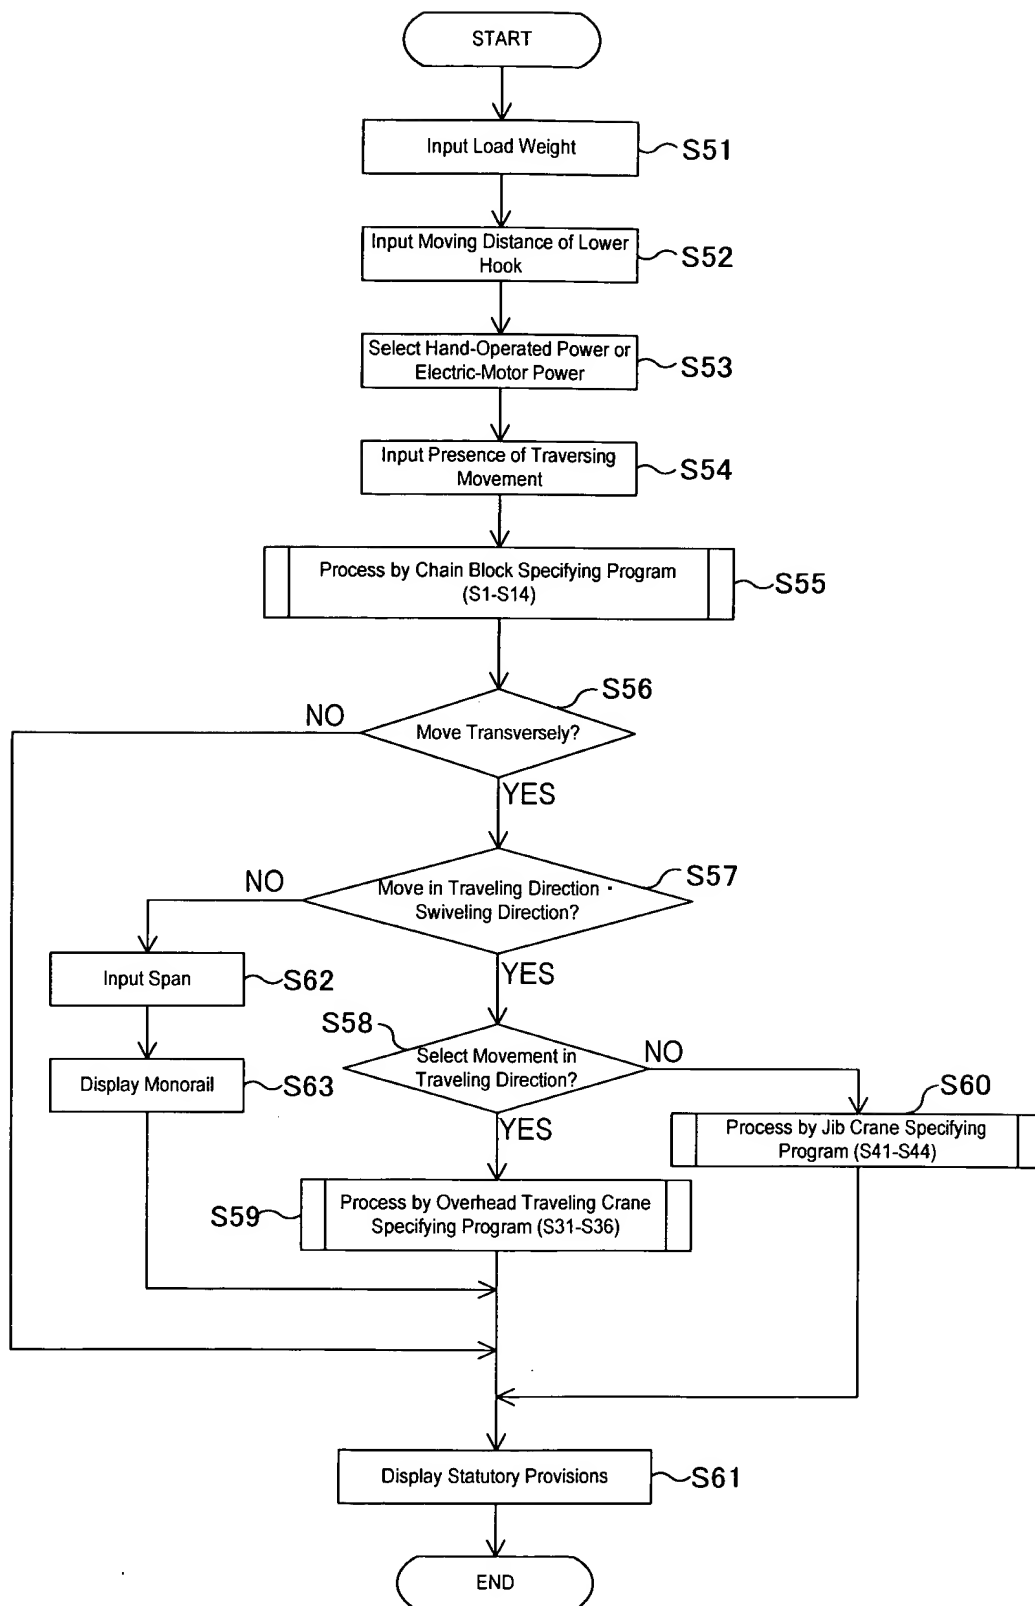 START
Input Load Weight
S51
Input Moving Distance of Lower
Hook
S52
Select Hand-Operated Power or
Electric-Motor Power
S53
Input Presence of Traversing
Movement
S54
Process by Chain Block Specifying Program
(S1-S14)
S55
S56
NO
Move Transversely?
YES
S57
NO
Move in Traveling Direction ·
Swiveling Direction?
YES
Input Span
S62
S58
Select Movement in
Traveling Direction?
NO
Display Monorail
S63
YES
S60
Process by Jib Crane Specifying
Program (S41-S44)
S59
Process by Overhead Traveling Crane
Specifying Program (S31-S36)
Display Statutory Provisions
S61
END